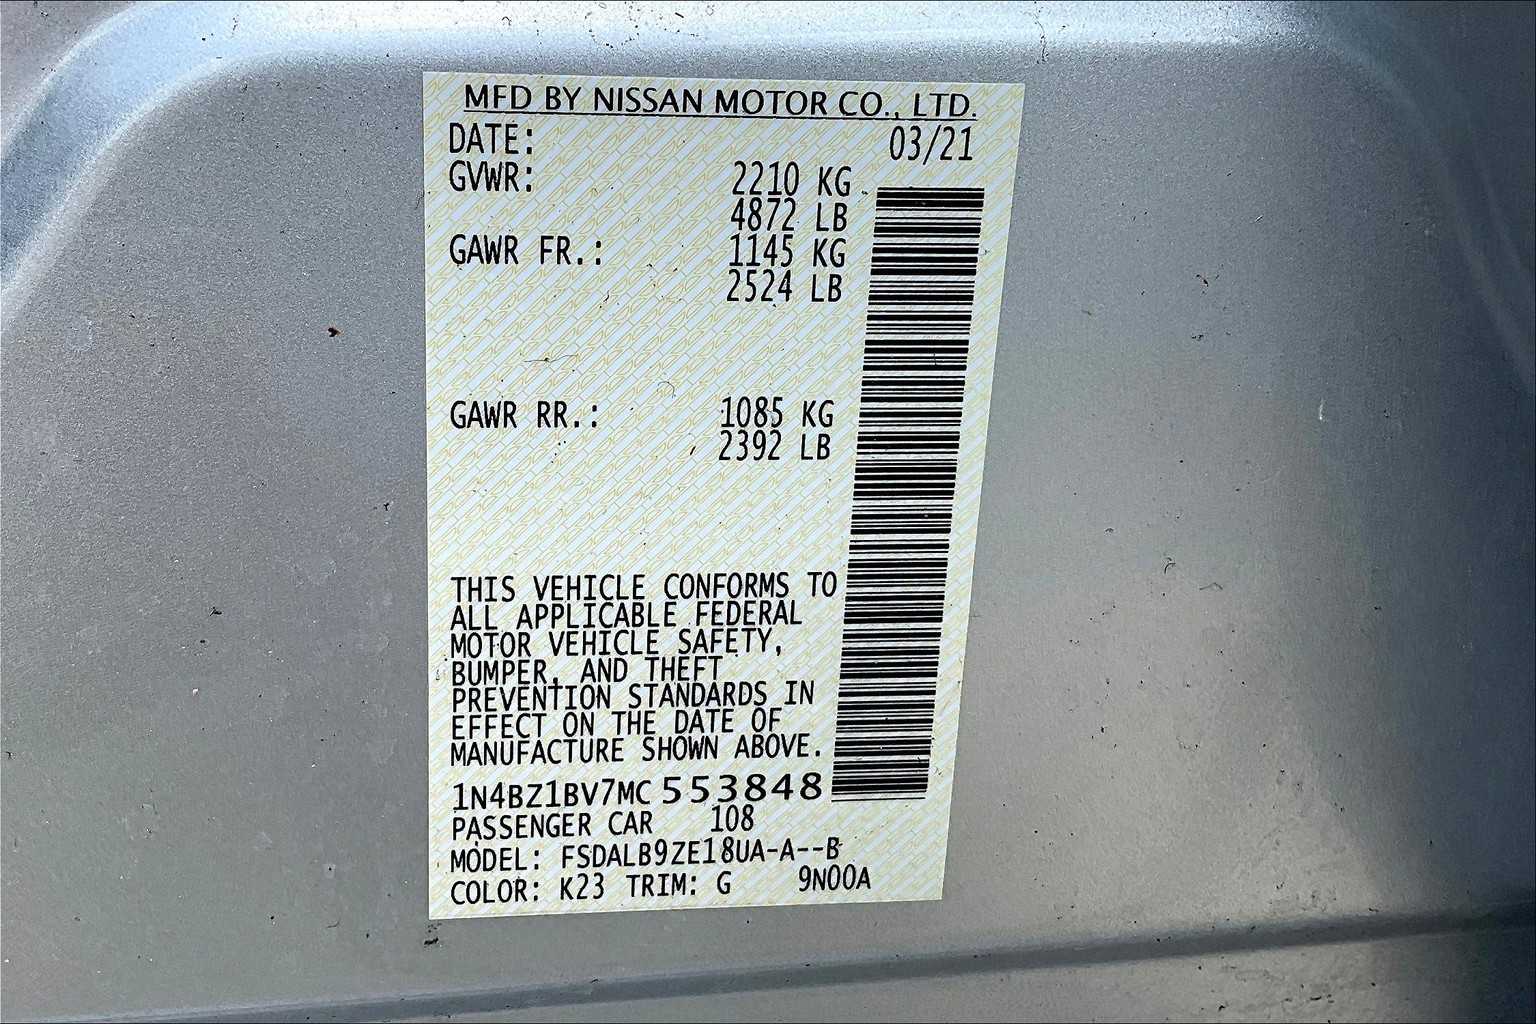 MFD BY NISSAN MOTOR CO., LTD.
DATE: 03/21
GVWR: 2210 KG
4872 LB
GAWR FR.: 1145 KG
2524 LB
GAWR RR.: 1085 KG
2392 LB
THIS VEHICLE CONFORMS TO
ALL APPLICABLE FEDERAL
MOTOR VEHICLE SAFETY,
BUMPER, AND THEFT
PREVENTION STANDARDS IN
EFFECT ON THE DATE OF
MANUFACTURE SHOWN ABOVE.
1N4BZ1BV7MC 553848
PASSENGER CAR 108
MODEL: FSDALB9ZE18UA-A--B
COLOR: K23 TRIM: G 9N00A